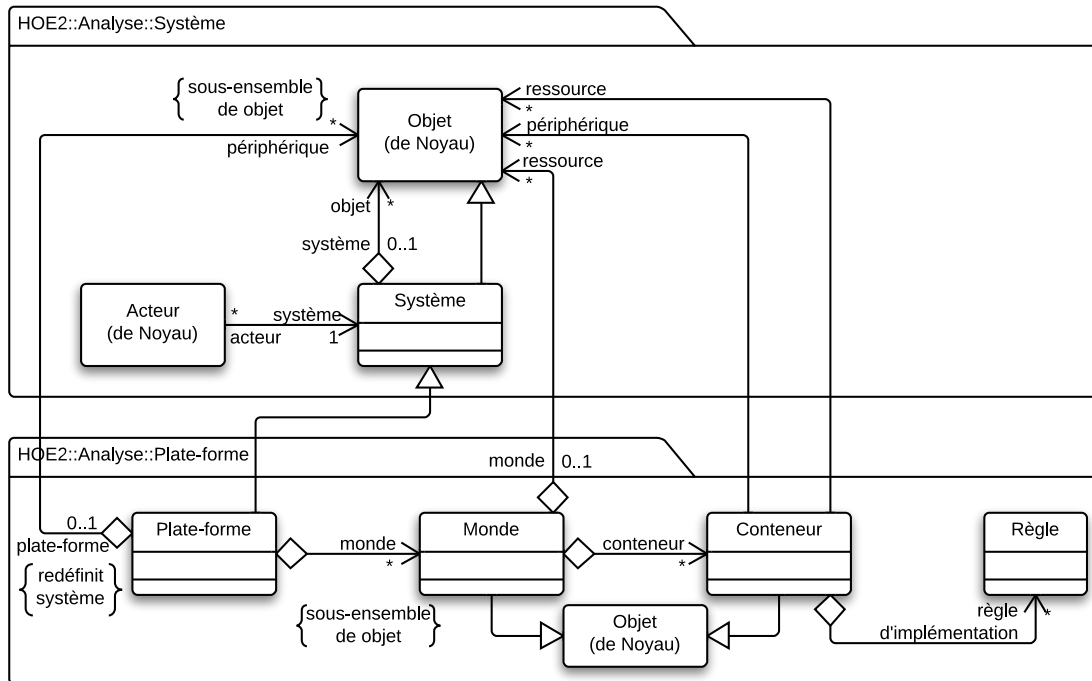 HOE2::Analyse::Système
sous-ensemble
de objet
*
périphérique
Objet
(de Noyau)
ressource
*
périphérique
*
ressource
*
objet
*
système
0..1
Acteur
(de Noyau)
*
acteur
système
1
Système
HOE2::Analyse::Plate-forme
monde
0..1
0..1
plate-forme
redéfinit
système
Plate-forme
monde
*
sous-ensemble
de objet
Monde
conteneur
*
Conteneur
Règle
Objet
(de Noyau)
règle
d'implémentation
*